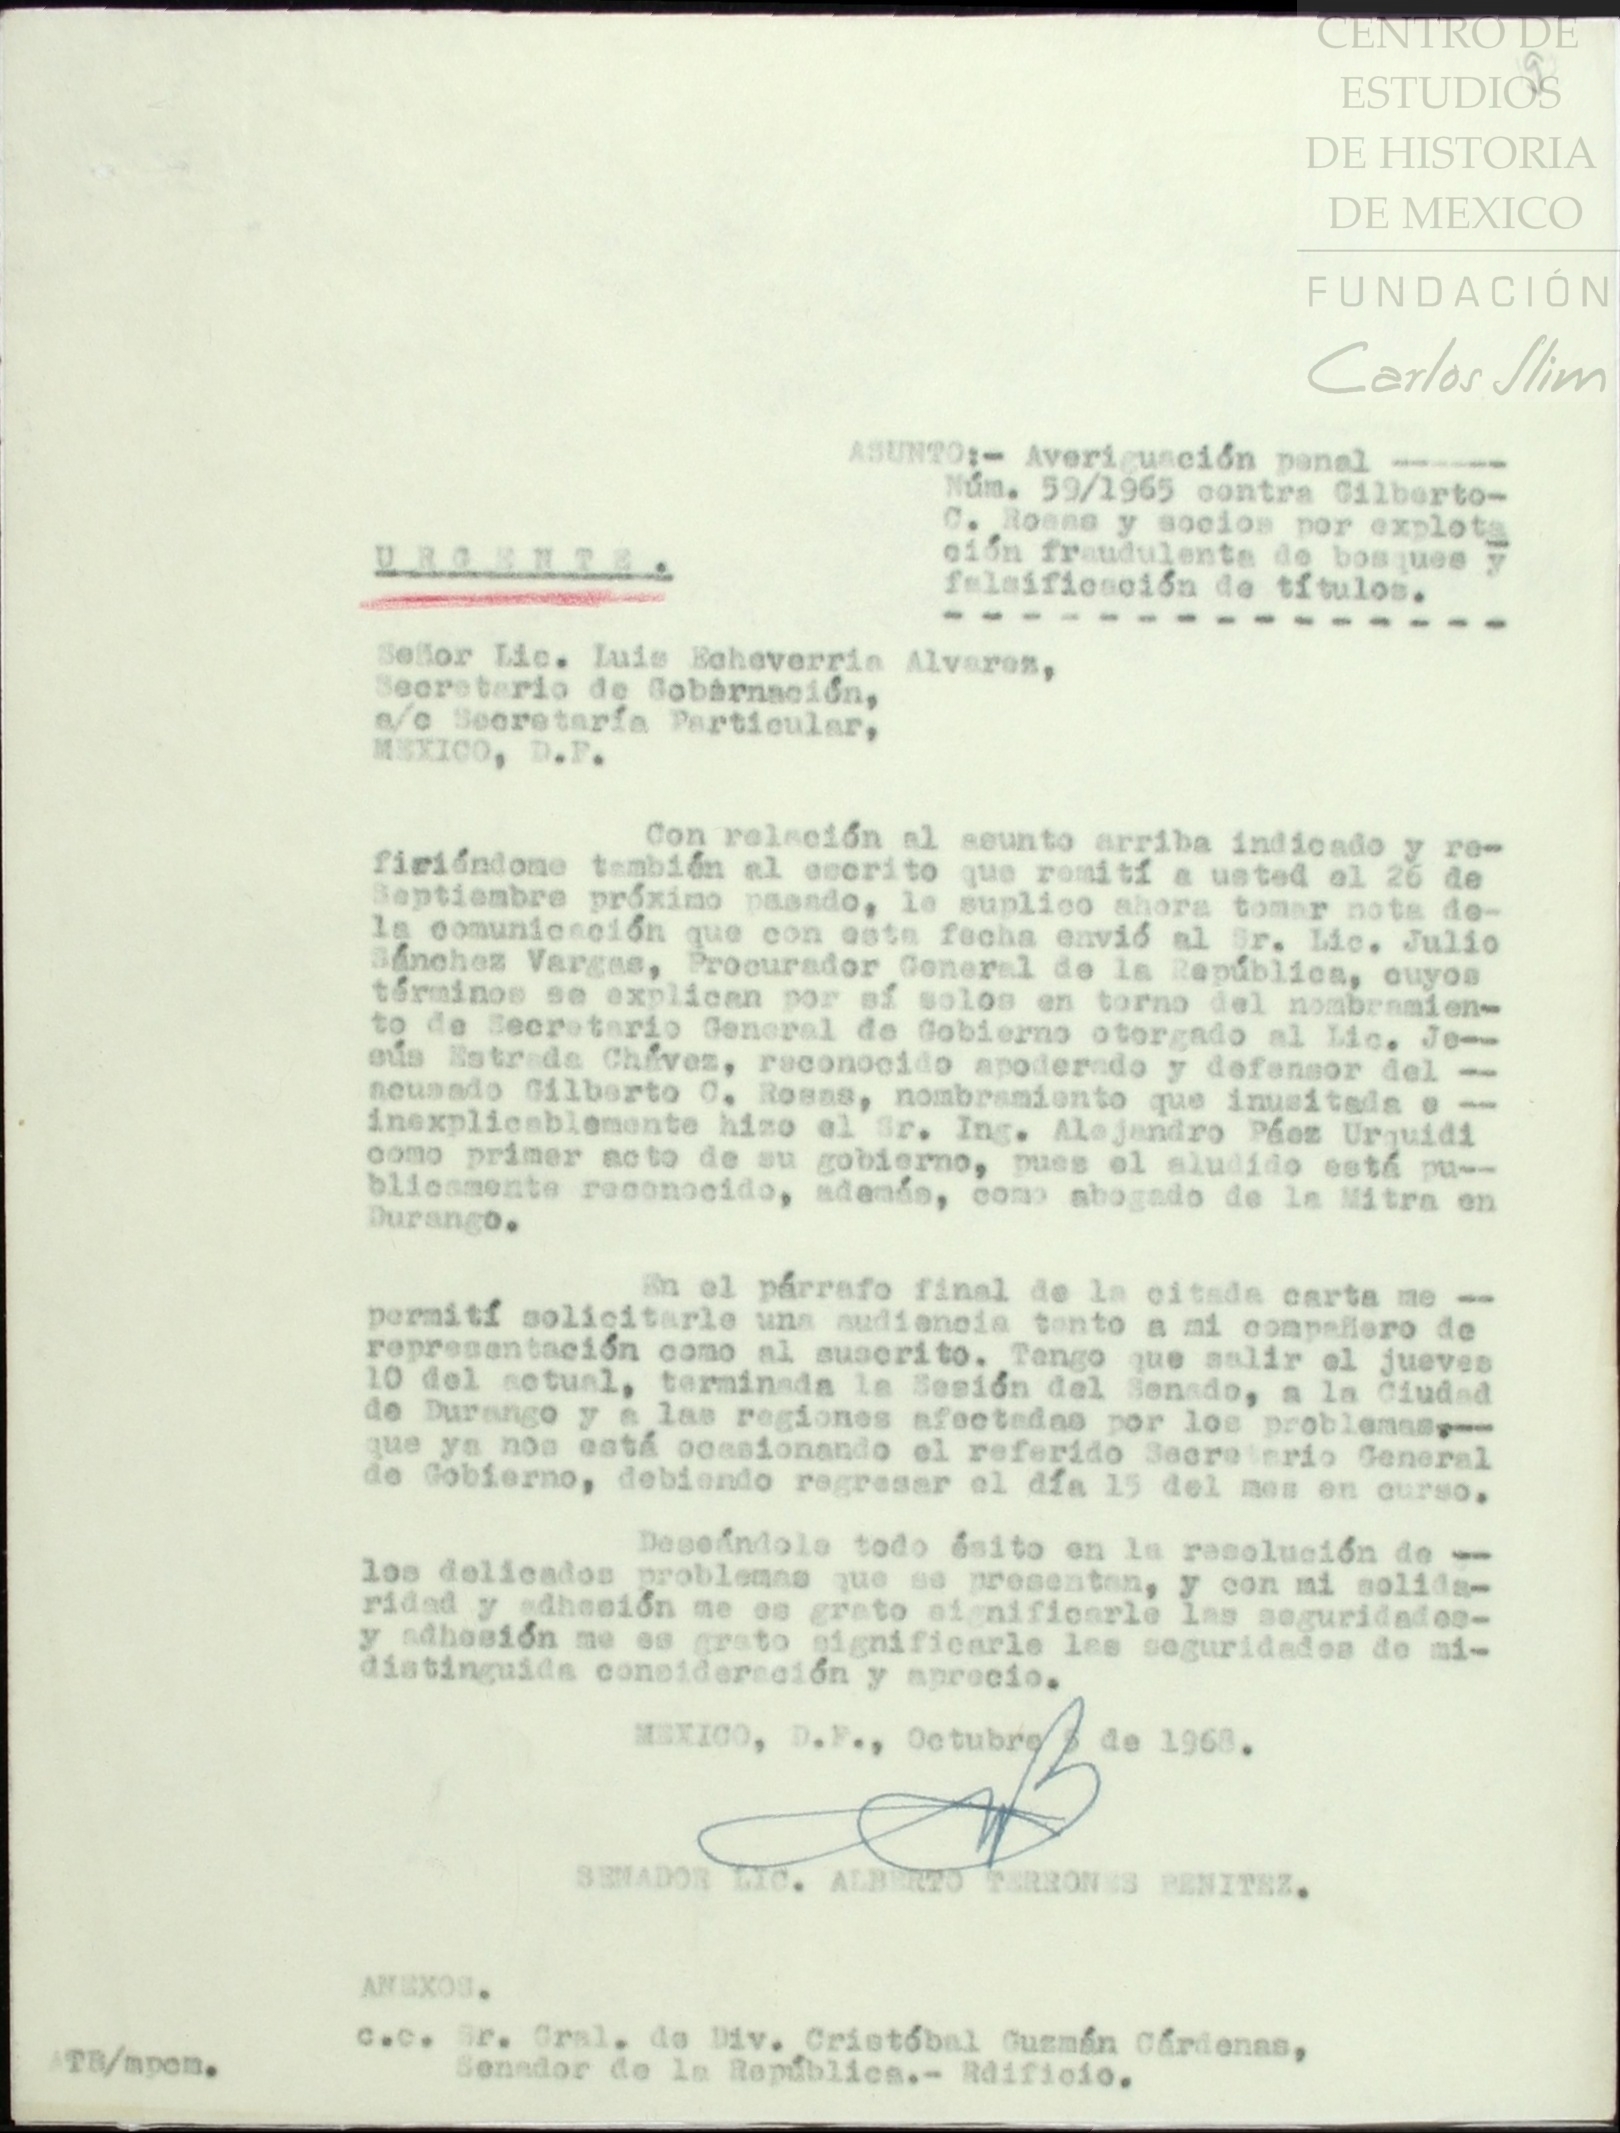 CENTRO DE
ESTUDIOS
DE HISTORIA
DE MEXICO
FUNDACIÓN
Carlos Slim
ASUNTO:- Averiguación penal ------
Núm. 59/1965 contra Gilberto-
C. Rosas y socios por explota
ción fraudulenta de bosques y
falsificación de títulos.
- - - - - - - - - - - - - - -
U R G E N T E .
Señor Lic. Luis Echeverria Alvarez,
Secretario de Gobernación,
a/c Secretaría Particular,
MEXICO, D.F.
Con relación al asunto arriba indicado y re-
firiéndome también al escrito que remití a usted el 26 de
Septiembre próximo pasado, le suplico ahora tomar nota de-
la comunicación que con esta fecha envió al Sr. Lic. Julio
Sánchez Vargas, Procurador General de la República, cuyos
términos se explican por sí solos en torno del nombramien-
to de Secretario General de Gobierno otorgado al Lic. Je--
sús Estrada Chávez, reconocido apoderado y defensor del --
acusado Gilberto C. Rosas, nombramiento que inusitada e --
inexplicablemente hizo el Sr. Ing. Alejandro Páez Urquidi
como primer acto de su gobierno, pues el aludido está pu--
blicamente reconocido, además, como abogado de la Mitra en
Durango.
En el párrafo final de la citada carta me --
permití solicitarle una audiencia tanto a mi compañero de
representación como al suscrito. Tengo que salir el jueves
10 del actual, terminada la Sesión del Senado, a la Ciudad
de Durango y a las regiones afectadas por los problemas,--
que ya nos está ocasionando el referido Secretario General
de Gobierno, debiendo regresar el día 15 del mes en curso.
Deseándole todo ésito en la resolución de --
los delicados problemas que se presentan, y con mi solida-
ridad y adhesión me es grato significarle las seguridades-
y adhesión me es grato significarle las seguridades de mi-
distinguida consideración y aprecio.
MEXICO, D.F., Octubre de 1968.
SENADOR LIC. ALBERTO TERRONES BENITEZ.
ANEXOS.
c.c. Sr. Gral. de Div. Cristóbal Guzmán Cárdenas,
Senador de la República.- Edificio.
ATB/mpcm.